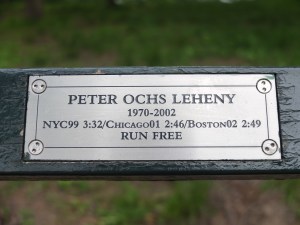 PETER OCHS LEHENY
1970-2002
NYC99 3:32/CHICAGO01 2:46/BOSTON02 2:49
RUN FREE